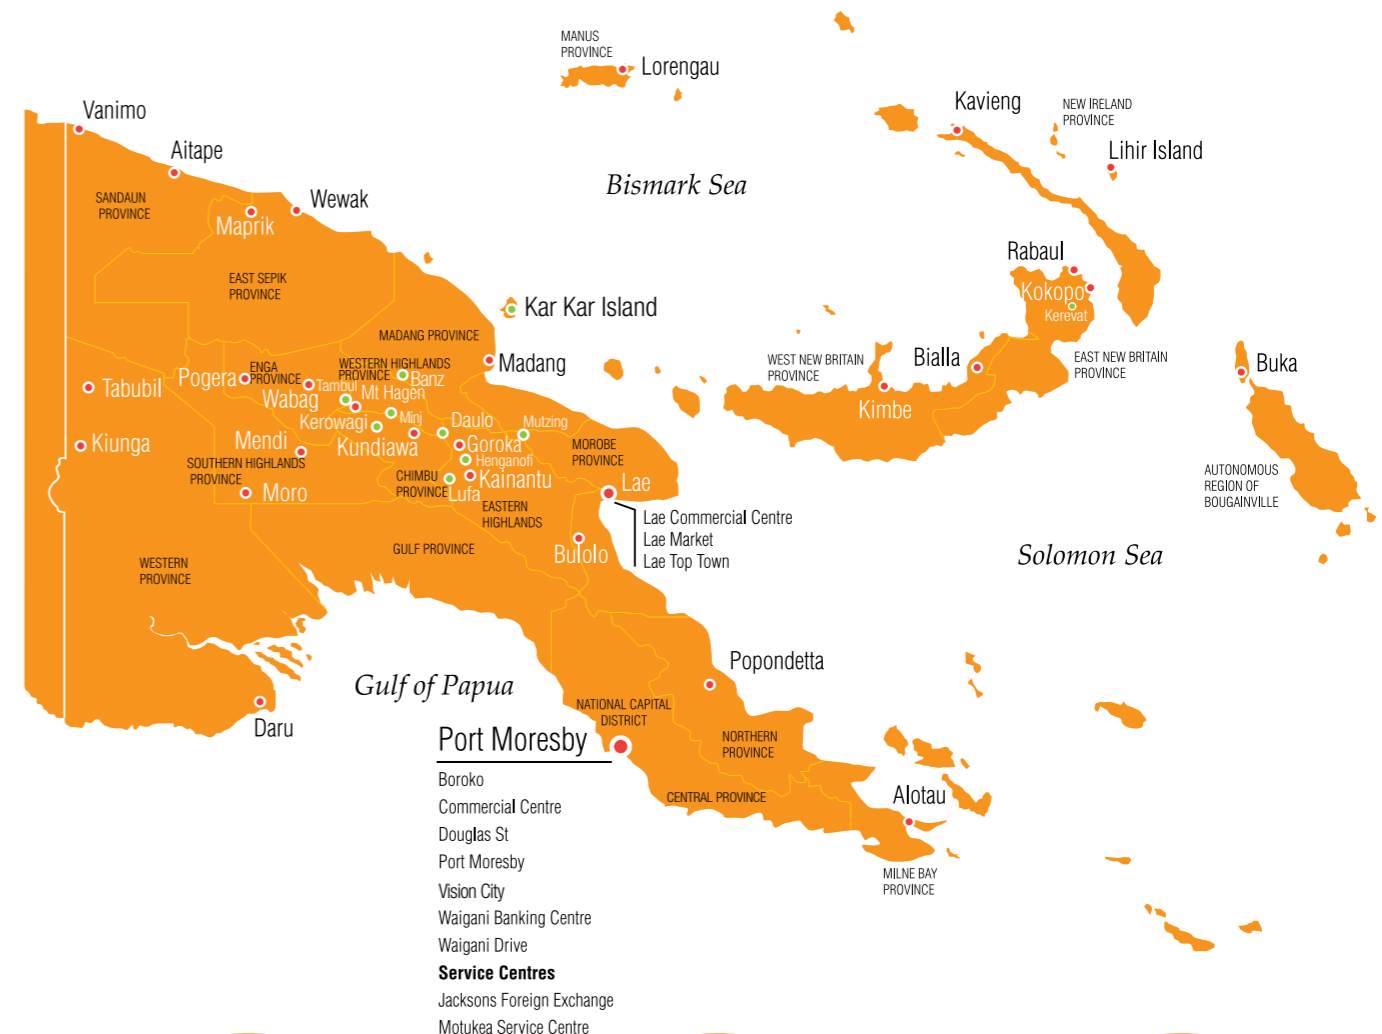 MANUS
PROVINCE
Lorengau
Vanimo
Kavieng
NEW IRELAND
PROVINCE
Aitape
Lihir Island
Bismark Sea
SANDAUN
PROVINCE
Wewak
Maprik
Rabaul
EAST SEPIK
PROVINCE
Kokopo
Kerevat
Kar Kar Island
MADANG PROVINCE
Madang
WEST NEW BRITAIN
PROVINCE
Bialla
EAST NEW BRITAIN
PROVINCE
Buka
ENGA
PROVINCE
WESTERN HIGHLANDS
PROVINCE
Banz
Tabubil
Pogera
Tambul
Mt Hagen
Wabag
Kimbe
Kerowagi
Minj
Daulo
Mutzing
Kiunga
Mendi
Kundiawa
Goroka
MOROBE
PROVINCE
Henganofi
SOUTHERN HIGHLANDS
PROVINCE
CHIMBU
PROVINCE
Kainantu
Lufa
Lae
AUTONOMOUS
REGION OF
BOUGAINVILLE
Moro
EASTERN
HIGHLANDS
Lae Commercial Centre
Lae Market
Lae Top Town
GULF PROVINCE
Bulolo
Solomon Sea
WESTERN
PROVINCE
Popondetta
Gulf of Papua
NATIONAL CAPITAL
DISTRICT
Daru
NORTHERN
PROVINCE
CENTRAL PROVINCE
Alotau
MILNE BAY
PROVINCE
Port Moresby
Boroko
Commercial Centre
Douglas St
Port Moresby
Vision City
Waigani Banking Centre
Waigani Drive
Service Centres
Jacksons Foreign Exchange
Motukea Service Centre